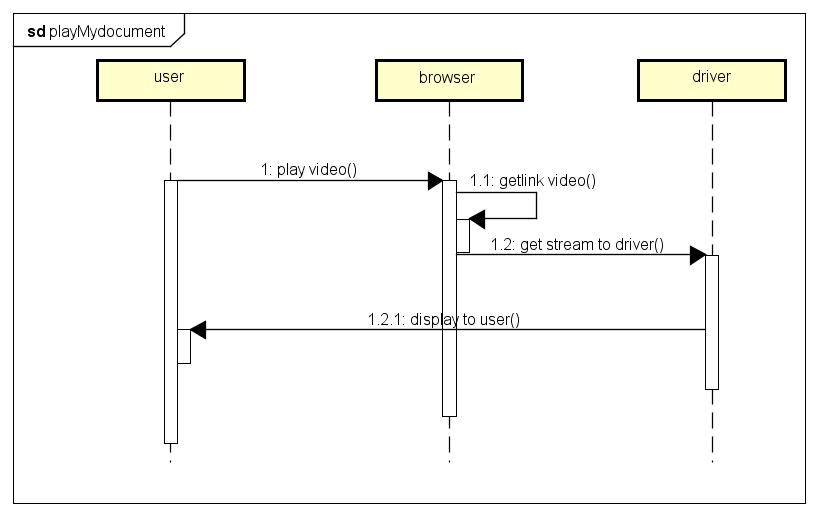 sd playMydocument
user
browser
driver
1: play video()
1.1: getlink video()
1.2: get stream to driver()
1.2.1: display to user()